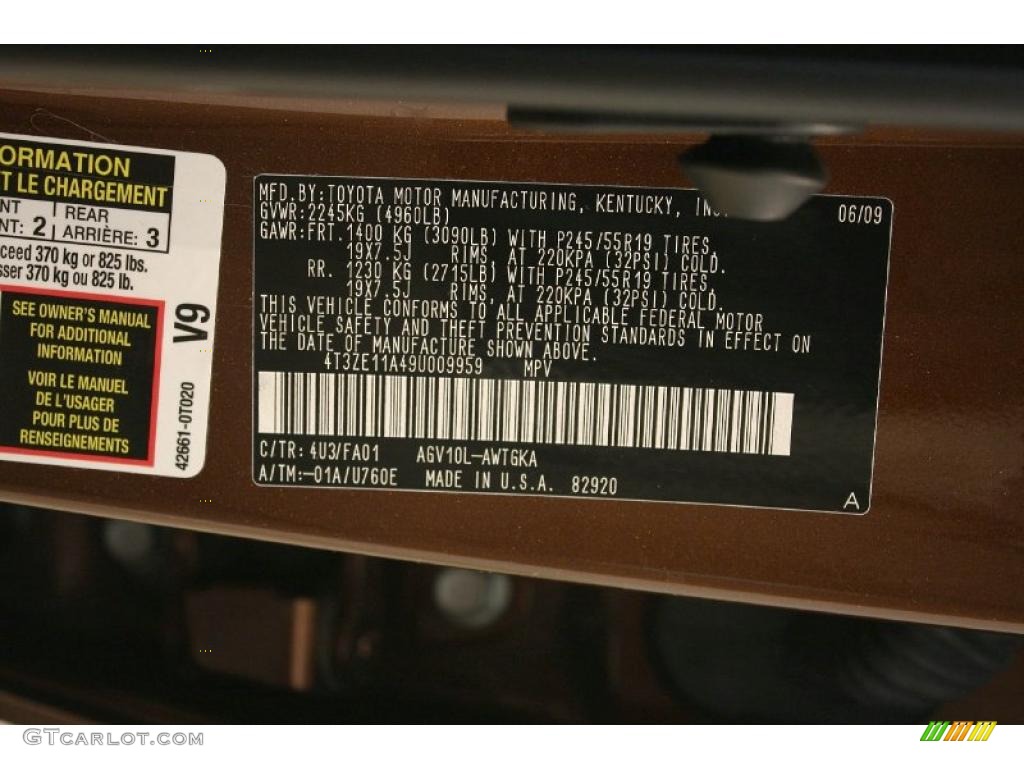 ORMATION
T LE CHARGEMENT
NT
NT: 2
REAR
ARRIÈRE: 3
ceed 370 kg or 825 lbs.
sser 370 kg ou 825 lb.
SEE OWNER'S MANUAL
FOR ADDITIONAL
INFORMATION
VOIR LE MANUEL
DE L'USAGER
POUR PLUS DE
RENSEIGNEMENTS
V9
42661-0T020
MFD.BY:TOYOTA MOTOR MANUFACTURING, KENTUCKY, INC. 06/09
GVWR:2245KG (4960LB)
GAWR:FRT. 1400 KG (3090LB) WITH P245/55R19 TIRES,
19X7.5J RIMS, AT 220KPA (32PSI) COLD.
RR. 1230 KG (2715LB) WITH P245/55R19 TIRES,
19X7.5J RIMS, AT 220KPA (32PSI) COLD.
THIS VEHICLE CONFORMS TO ALL APPLICABLE FEDERAL MOTOR
VEHICLE SAFETY AND THEFT PREVENTION STANDARDS IN EFFECT ON
THE DATE OF MANUFACTURE SHOWN ABOVE.
4T3ZE11A49U009959 MPV
C/TR: 4U3/FA01 AGV10L-AWTGKA
A/TM:-01A/U760E MADE IN U.S.A. 82920
A
GTCarLot.com